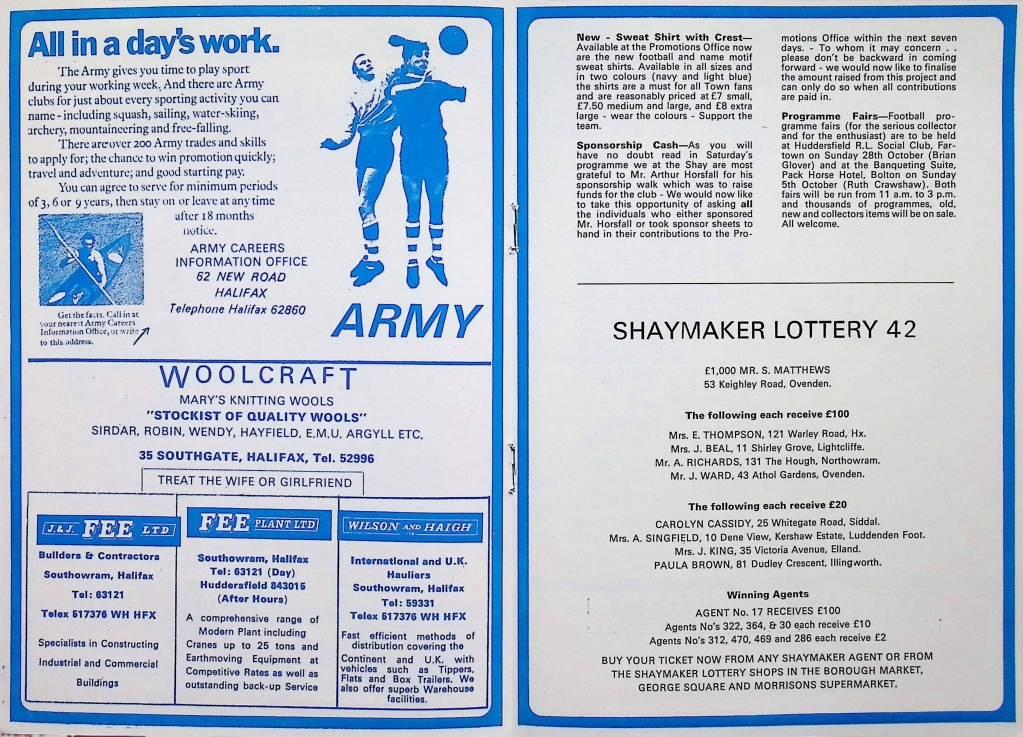 All in a day's work.
The Army gives you time to play sport
during your working week. And there are Army
clubs for just about every sporting activity you can
name - including squash, sailing, water-skiing,
archery, mountaineering and free-falling.
There are over 200 Army trades and skills
to apply for; the chance to win promotion quickly;
travel and adventure; and good starting pay.
You can agree to serve for minimum periods
of 3, 6 or 9 years, then stay on or leave at any time
after 18 months
notice.
ARMY CAREERS
INFORMATION OFFICE
62 NEW ROAD
HALIFAX
Telephone Halifax 62860
Get the facts. Call in at
your nearest Army Careers
Information Office, or write
to this address.
ARMY
WOOLCRAFT
MARY'S KNITTING WOOLS
"STOCKIST OF QUALITY WOOLS"
SIRDAR, ROBIN, WENDY, HAYFIELD, E.M.U. ARGYLL ETC.
35 SOUTHGATE, HALIFAX, Tel. 52996
TREAT THE WIFE OR GIRLFRIEND
J.&J. FEE LTD
Builders & Contractors
Southowram, Halifax
Tel: 63121
Telex 517376 WH HFX
Specialists in Constructing
Industrial and Commercial
Buildings
FEE PLANT LTD
Southowram, Halifax
Tel: 63121 (Day)
Huddersfield 843015
(After Hours)
A comprehensive range of
Modern Plant including
Cranes up to 25 tons and
Earthmoving Equipment at
Competitive Rates as well as
outstanding back-up Service
WILSON AND HAIGH
LTD
International and U.K.
Hauliers
Southowram, Halifax
Tel: 59331
Telex 517376 WH HFX
Fast efficient methods of
distribution covering the
Continent and U.K. with
vehicles such as Tippers,
Flats and Box Trailers. We
also offer superb Warehouse
facilities.
New - Sweat Shirt with Crest—
Available at the Promotions Office now
are the new football and name motif
sweat shirts. Available in all sizes and
in two colours (navy and light blue)
the shirts are a must for all Town fans
and are reasonably priced at £7 small,
£7.50 medium and large, and £8 extra
large - wear the colours - Support the
team.
Sponsorship Cash—As you will
have no doubt read in Saturday's
programme we at the Shay are most
grateful to Mr. Arthur Horsfall for his
sponsorship walk which was to raise
funds for the club - We would now like
to take this opportunity of asking all
the individuals who either sponsored
Mr. Horsfall or took sponsor sheets to
hand in their contributions to the Pro-
motions Office within the next seven
days. - To whom it may concern . .
please don't be backward in coming
forward - we would now like to finalise
the amount raised from this project and
can only do so when all contributions
are paid in.
Programme Fairs—Football pro-
gramme fairs (for the serious collector
and for the enthusiast) are to be held
at Huddersfield R.L. Social Club, Far-
town on Sunday 28th October (Brian
Glover) and at the Banqueting Suite,
Pack Horse Hotel, Bolton on Sunday
5th October (Ruth Crawshaw). Both
fairs will be run from 11 a.m. to 3 p.m.
and thousands of programmes, old,
new and collectors items will be on sale.
All welcome.
SHAYMAKER LOTTERY 42
£1,000 MR. S. MATTHEWS
53 Keighley Road, Ovenden.
The following each receive £100
Mrs. E. THOMPSON, 121 Warley Road, Hx.
Mrs. J. BEAL, 11 Shirley Grove, Lightcliffe.
Mr. A. RICHARDS, 131 The Hough, Northowram.
Mr. J. WARD, 43 Athol Gardens, Ovenden.
The following each receive £20
CAROLYN CASSIDY, 25 Whitegate Road, Siddal.
Mrs. A. SINGFIELD, 10 Dene View, Kershaw Estate, Luddenden Foot.
Mrs. J. KING, 35 Victoria Avenue, Elland.
PAULA BROWN, 81 Dudley Crescent, Illingworth.
Winning Agents
AGENT No. 17 RECEIVES £100
Agents No's 322, 364, & 30 each receive £10
Agents No's 312, 470, 469 and 286 each receive £2
BUY YOUR TICKET NOW FROM ANY SHAYMAKER AGENT OR FROM
THE SHAYMAKER LOTTERY SHOPS IN THE BOROUGH MARKET,
GEORGE SQUARE AND MORRISONS SUPERMARKET.